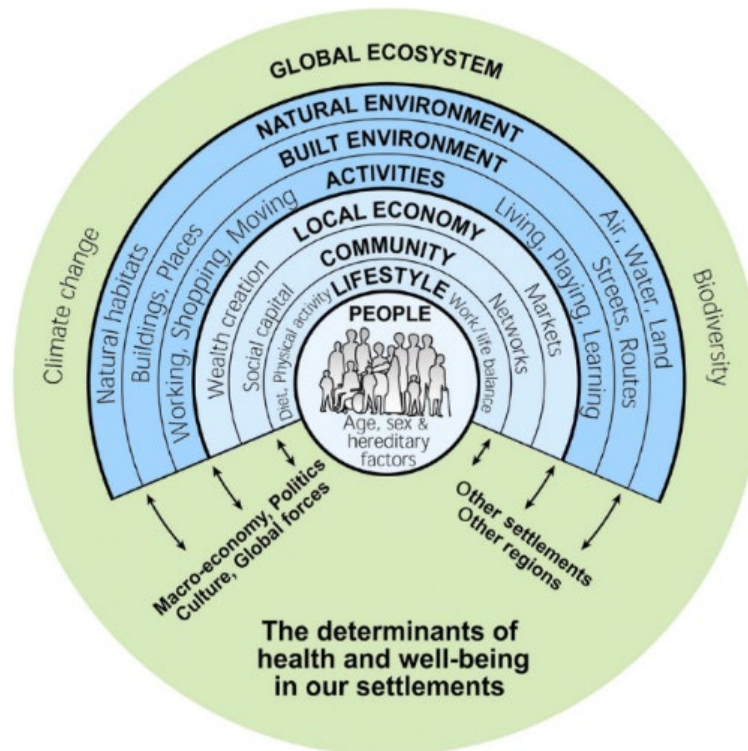 GLOBAL ECOSYSTEM
NATURAL ENVIRONMENT
BUILT ENVIRONMENT
ACTIVITIES
LOCAL ECONOMY
COMMUNITY
LIFESTYLE
PEOPLE
Age, sex &
hereditary
factors
Climate change
Natural habitats
Buildings, Places
Working, Shopping, Moving
Wealth creation
Social capital
Diet, Physical activity
Work/life balance
Networks
Markets
Living, Playing, Learning
Streets, Routes
Air, Water, Land
Biodiversity
Macro-economy, Politics
Culture, Global forces
Other settlements
Other regions
The determinants of
health and well-being
in our settlements